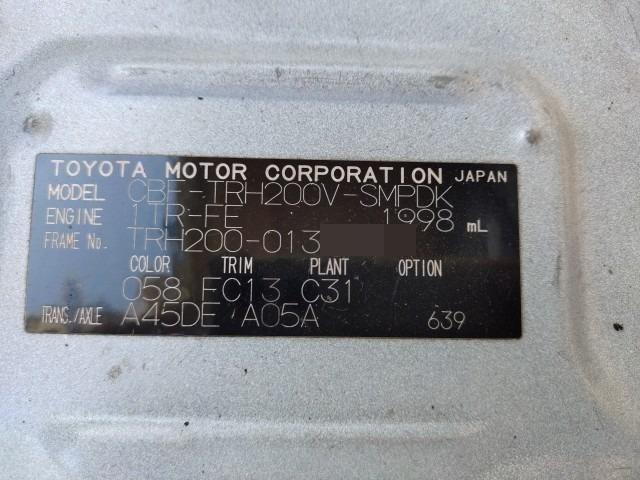 TOYOTA MOTOR CORPORATION JAPAN
MODEL CBF-TRH200V-SMPDK
ENGINE 1TR-FE 1998 mL
FRAME No. TRH200-013
COLOR TRIM PLANT OPTION
058 FC13 C31
TRANS./AXLE A45DE A05A 639